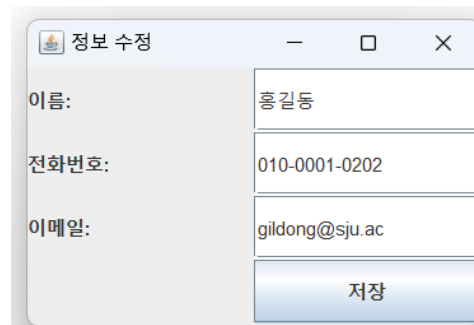 정보 수정
이름:
홍길동
전화번호:
010-0001-0202
이메일:
gildong@sju.ac
저장